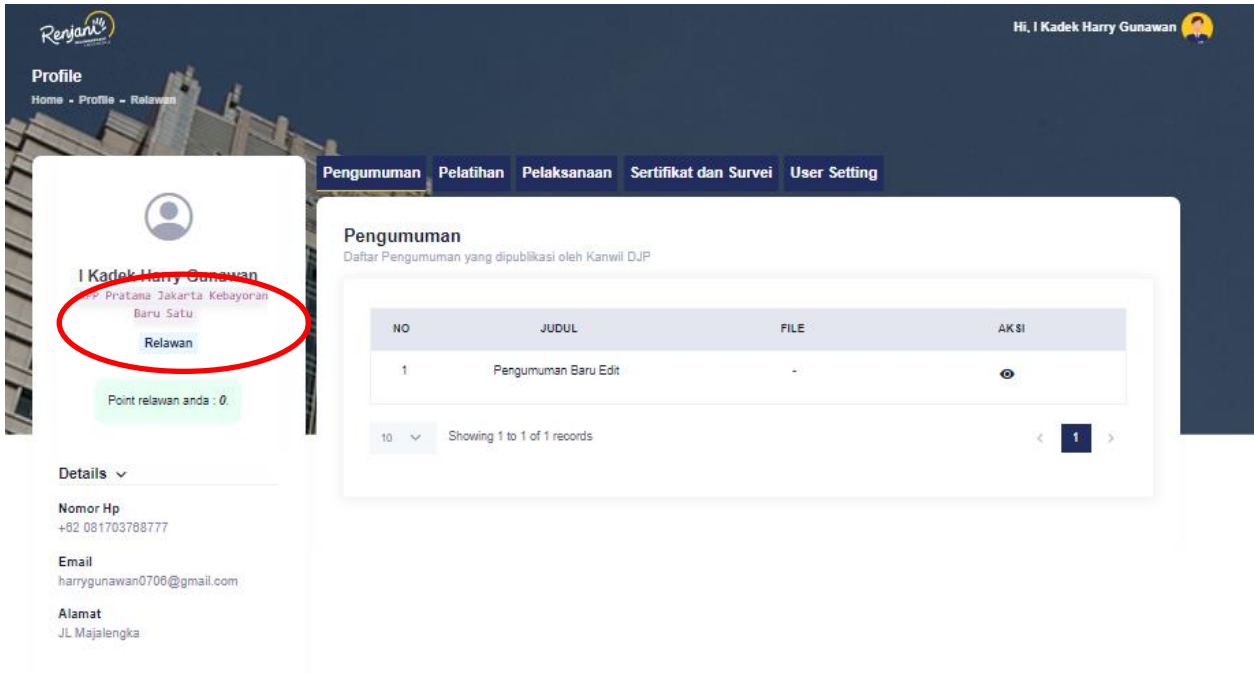 Renjani
Hi, I Kadek Harry Gunawan
Profile
Home - Profile - Relawan
Pengumuman Pelatihan Pelaksanaan Sertifikat dan Survei User Setting
I Kadek Harry Gunawan
KPP Pratama Jakarta Kebayoran
Baru Satu
Relawan
Point relawan anda : 0.
Details
Nomor Hp
+62 081703768777
Email
harrygunawan0706@gmail.com
Alamat
JL Majalengka
Pengumuman
Daftar Pengumuman yang dipublikasi oleh Kanwil DJP
NO JUDUL FILE AKSI
1 Pengumuman Baru Edit -
10 Showing 1 to 1 of 1 records < 1 >